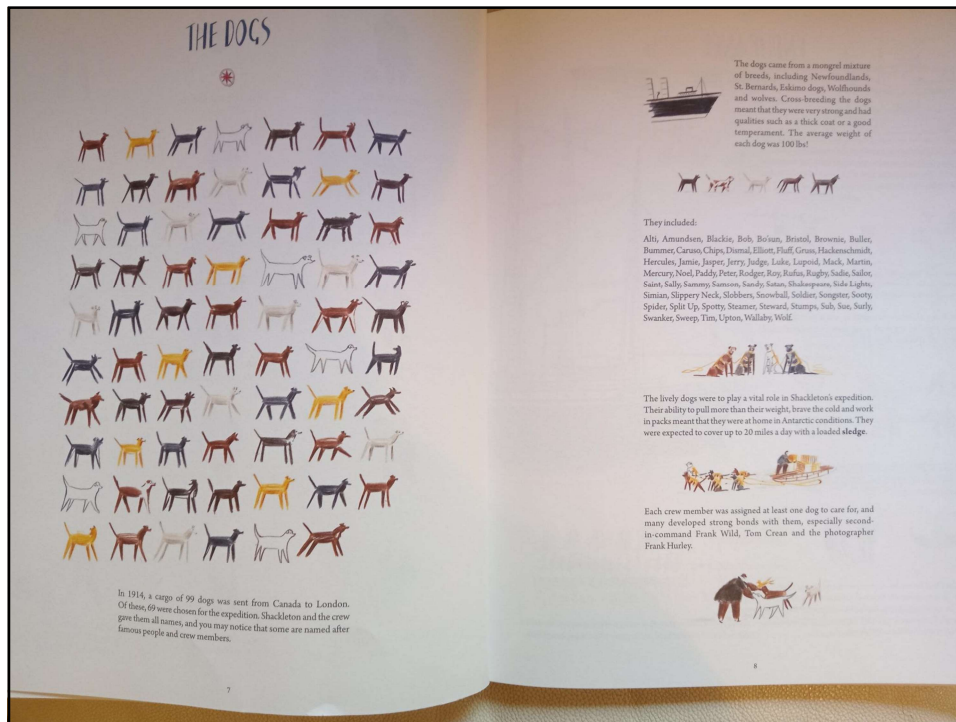 THE DOGS
In 1914, a cargo of 99 dogs was sent from Canada to London.
Of these, 69 were chosen for the expedition. Shackleton and the crew
gave them all names, and you may notice that some are named after
famous people and crew members.
7
The dogs came from a mongrel mixture
of breeds, including Newfoundlands,
St. Bernards, Eskimo dogs, Wolfhounds
and wolves. Cross-breeding the dogs
meant that they were very strong and had
qualities such as a thick coat or a good
temperament. The average weight of
each dog was 100 lbs!
They included:
Alti, Amundsen, Blackie, Bob, Bo'sun, Bristol, Brownie, Buller,
Bummer, Caruso, Chips, Dismal, Elliott, Fluff, Gruss, Hackenschmidt,
Hercules, Jamie, Jasper, Jerry, Judge, Luke, Lupoid, Mack, Martin,
Mercury, Noel, Paddy, Peter, Rodger, Roy, Rufus, Rugby, Sadie, Sailor,
Saint, Sally, Sammy, Samson, Sandy, Satan, Shakespeare, Side Lights,
Simian, Slippery Neck, Slobbers, Snowball, Soldier, Songster, Sooty,
Spider, Split Up, Spotty, Steamer, Steward, Stumps, Sub, Sue, Surly,
Swanker, Sweep, Tim, Upton, Wallaby, Wolf.
The lively dogs were to play a vital role in Shackleton's expedition.
Their ability to pull more than their weight, brave the cold and work
in packs meant that they were at home in Antarctic conditions. They
were expected to cover up to 20 miles a day with a loaded sledge.
Each crew member was assigned at least one dog to care for, and
many developed strong bonds with them, especially second-
in-command Frank Wild, Tom Crean and the photographer
Frank Hurley.
8